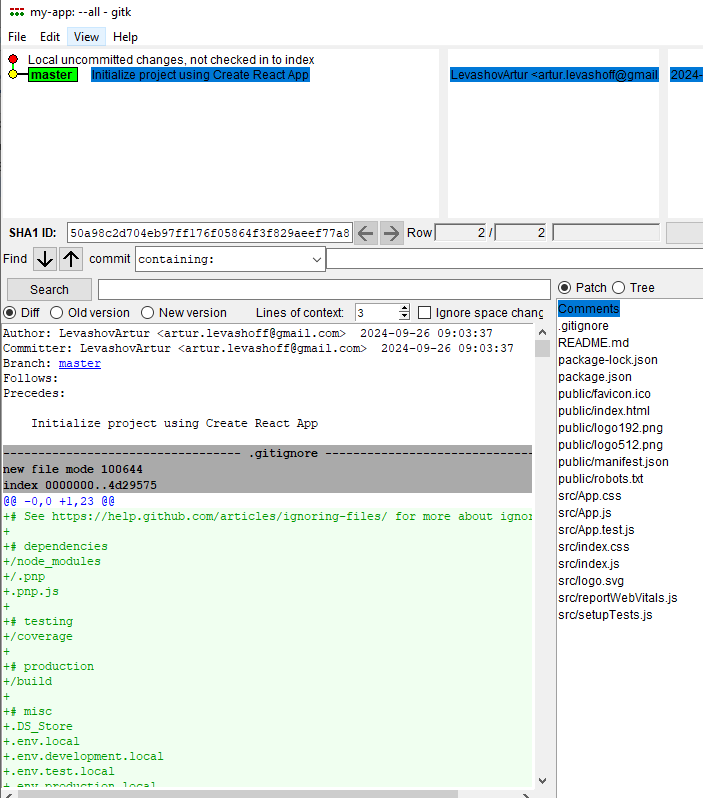 my-app: --all - gitk
File Edit View Help
Local uncommitted changes, not checked in to index
master Initialize project using Create React App LevashovArtur <artur.levashoff@gmail 2024-09-
SHA1 ID: 50a98c2d704eb97ff176f05864f3f829aeef77a8 Row 2 / 2
Find commit containing:
Search
Patch Tree
Diff Old version New version Lines of context: 3 Ignore space chang
Author: LevashovArtur <artur.levashoff@gmail.com> 2024-09-26 09:03:37
Committer: LevashovArtur <artur.levashoff@gmail.com> 2024-09-26 09:03:37
Branch: master
Follows:
Precedes:
Initialize project using Create React App
------------------------------- .gitignore -------------------------------
new file mode 100644
index 0000000..4d29575
@@ -0,0 +1,23 @@
+# See https://help.github.com/articles/ignoring-files/ for more about ignor
+
+# dependencies
+/node_modules
+/.pnp
+.pnp.js
+
+# testing
+/coverage
+
+# production
+/build
+
+# misc
+.DS_Store
+.env.local
+.env.development.local
+.env.test.local
+.env.production.local
Comments
.gitignore
README.md
package-lock.json
package.json
public/favicon.ico
public/index.html
public/logo192.png
public/logo512.png
public/manifest.json
public/robots.txt
src/App.css
src/App.js
src/App.test.js
src/index.css
src/index.js
src/logo.svg
src/reportWebVitals.js
src/setupTests.js